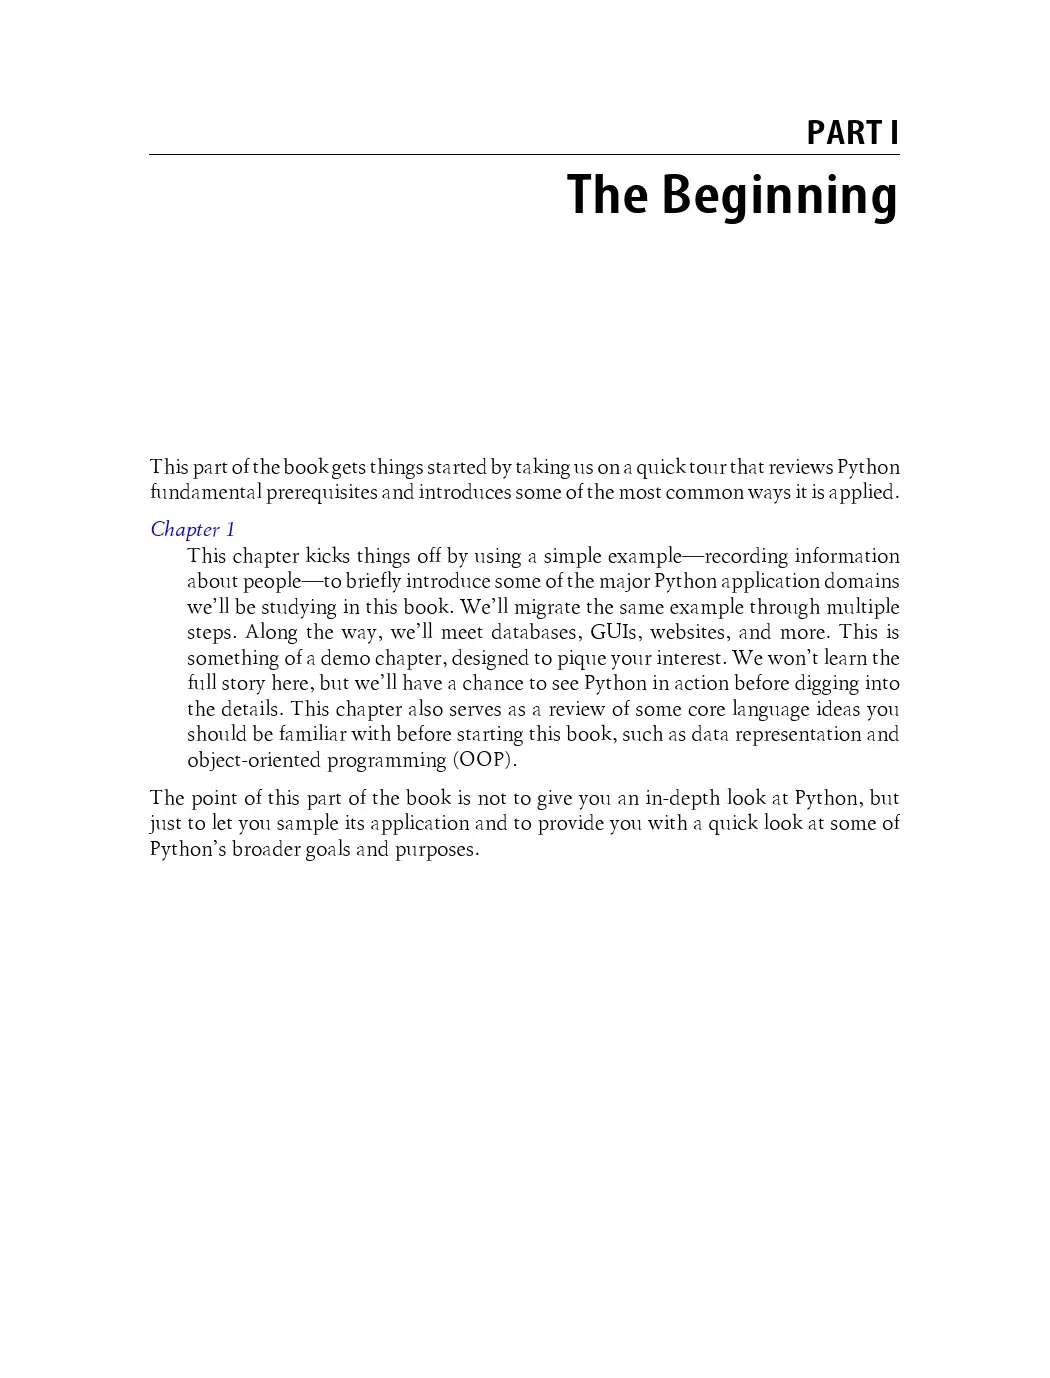 PART I
The Beginning
This part of the book gets things started by taking us on a quick tour that reviews Python
fundamental prerequisites and introduces some of the most common ways it is applied.
Chapter 1
This chapter kicks things off by using a simple example—recording information
about people—to briefly introduce some of the major Python application domains
we’ll be studying in this book. We’ll migrate the same example through multiple
steps. Along the way, we’ll meet databases, GUIs, websites, and more. This is
something of a demo chapter, designed to pique your interest. We won’t learn the
full story here, but we’ll have a chance to see Python in action before digging into
the details. This chapter also serves as a review of some core language ideas you
should be familiar with before starting this book, such as data representation and
object-oriented programming (OOP).
The point of this part of the book is not to give you an in-depth look at Python, but
just to let you sample its application and to provide you with a quick look at some of
Python’s broader goals and purposes.